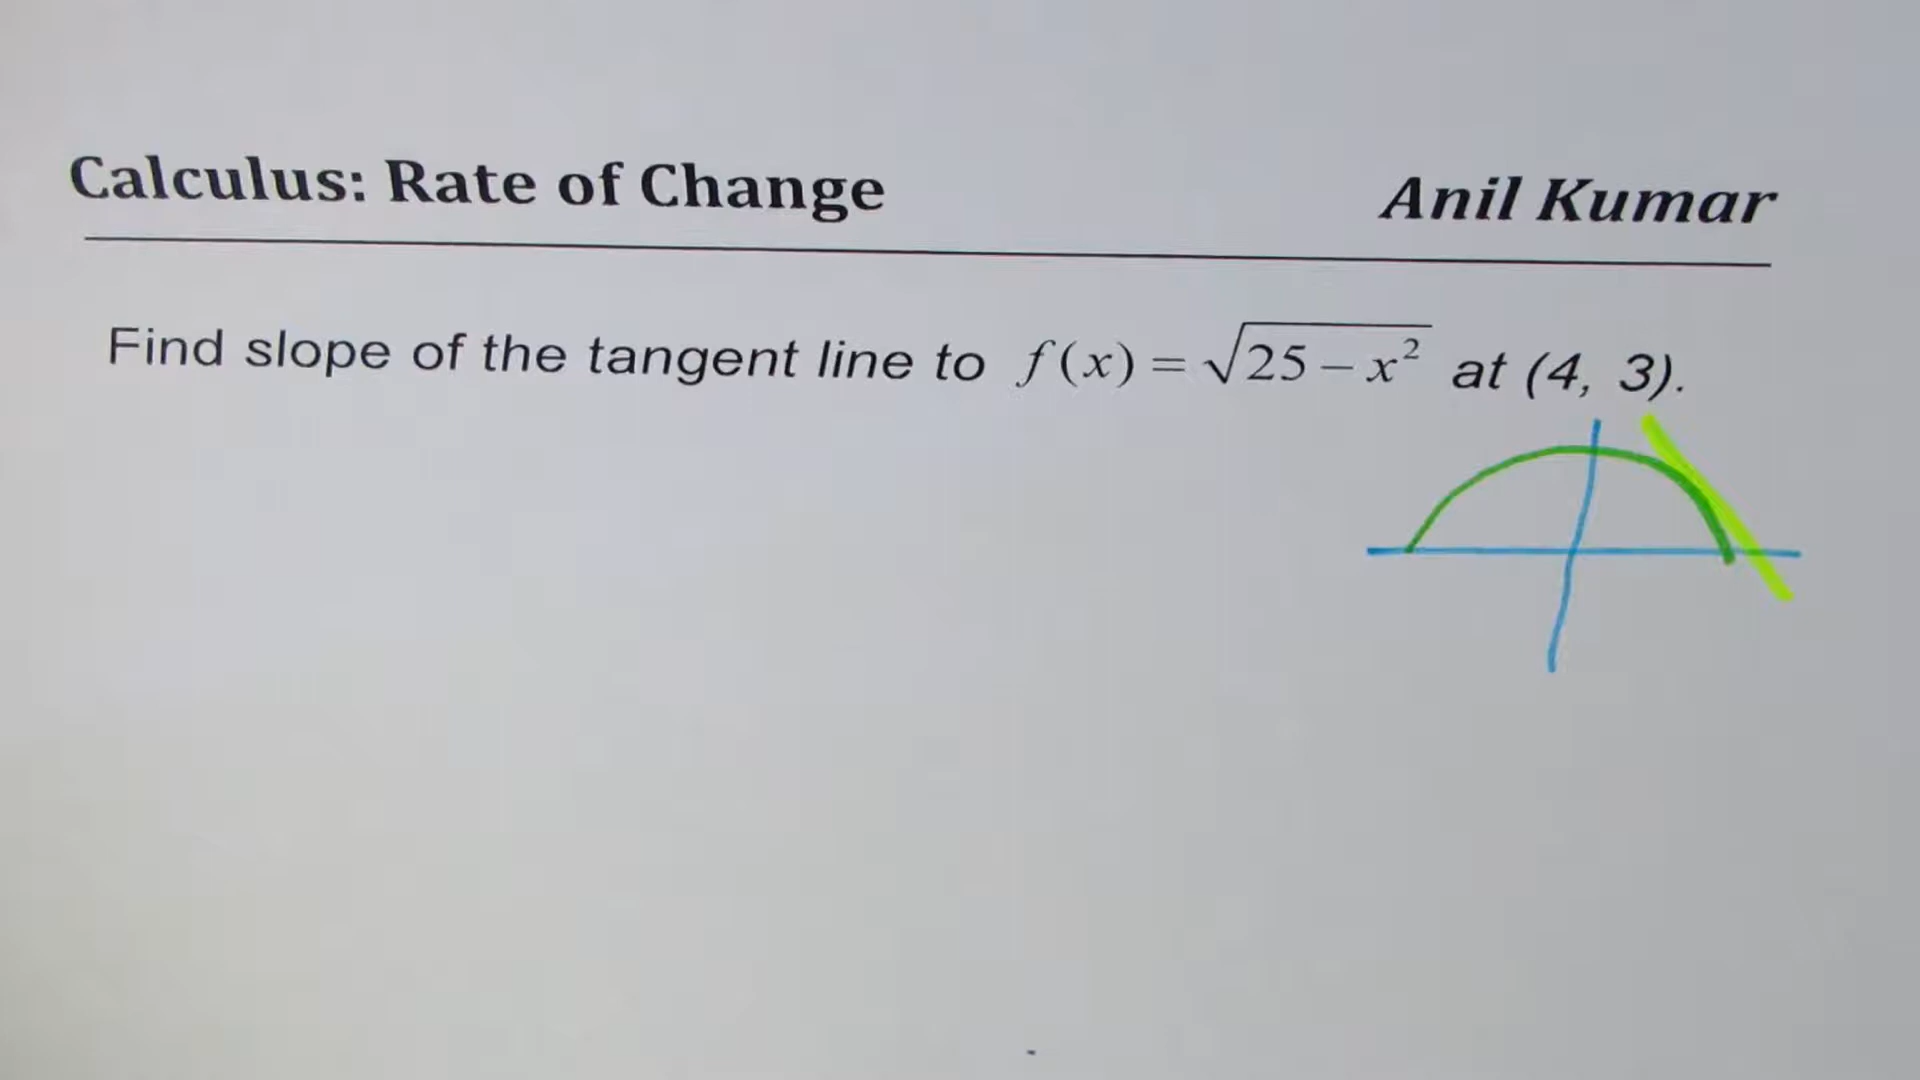 Calculus: Rate of Change Anil Kumar
Find slope of the tangent line to f(x) = √25 − x² at (4, 3).